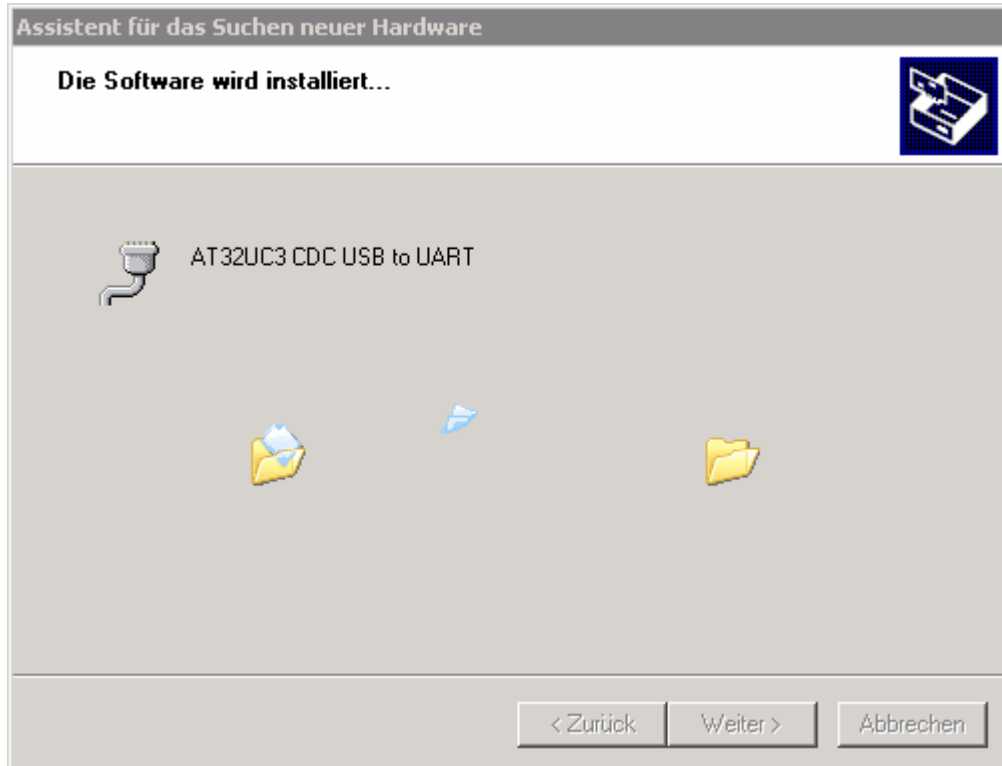 Assistent für das Suchen neuer Hardware
Die Software wird installiert...
AT32UC3 CDC USB to UART
< Zurück
Weiter >
Abbrechen